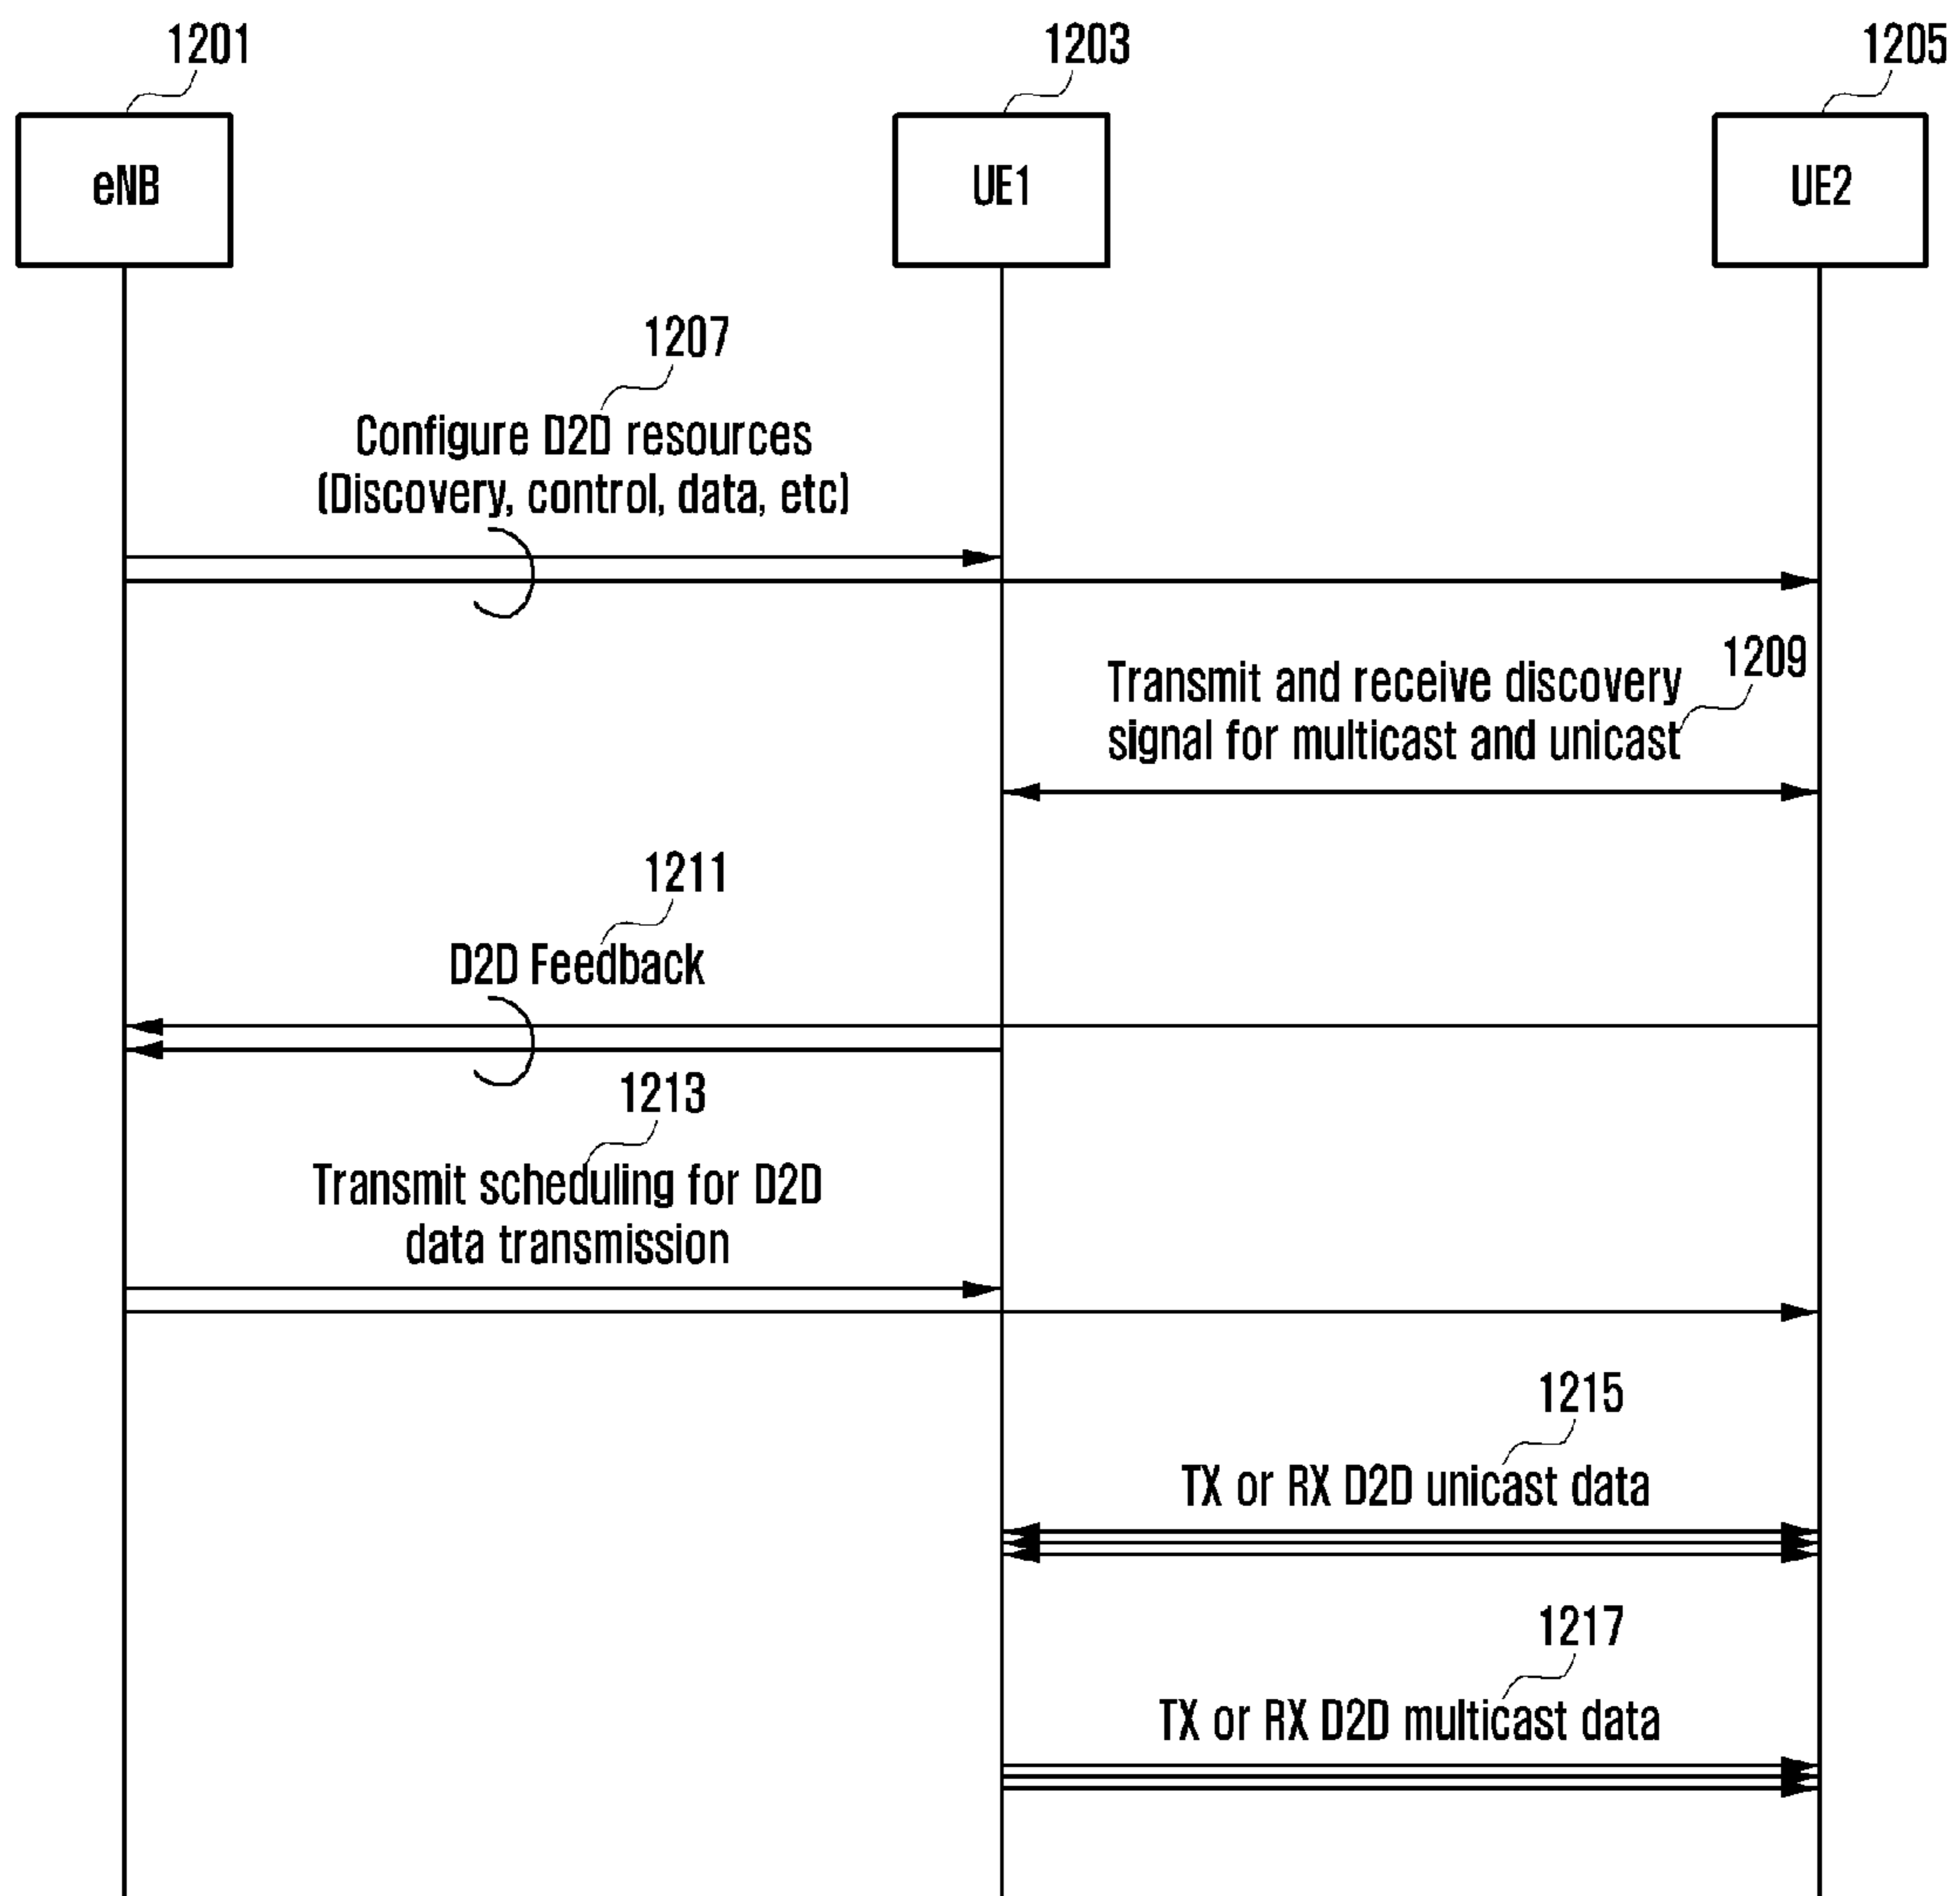 1201
1203
1205
eNB
UE1
UE2
1207
Configure D2D resources
(Discovery, control, data, etc)
1209
Transmit and receive discovery
signal for multicast and unicast
1211
D2D Feedback
1213
Transmit scheduling for D2D
data transmission
1215
TX or RX D2D unicast data
1217
TX or RX D2D multicast data